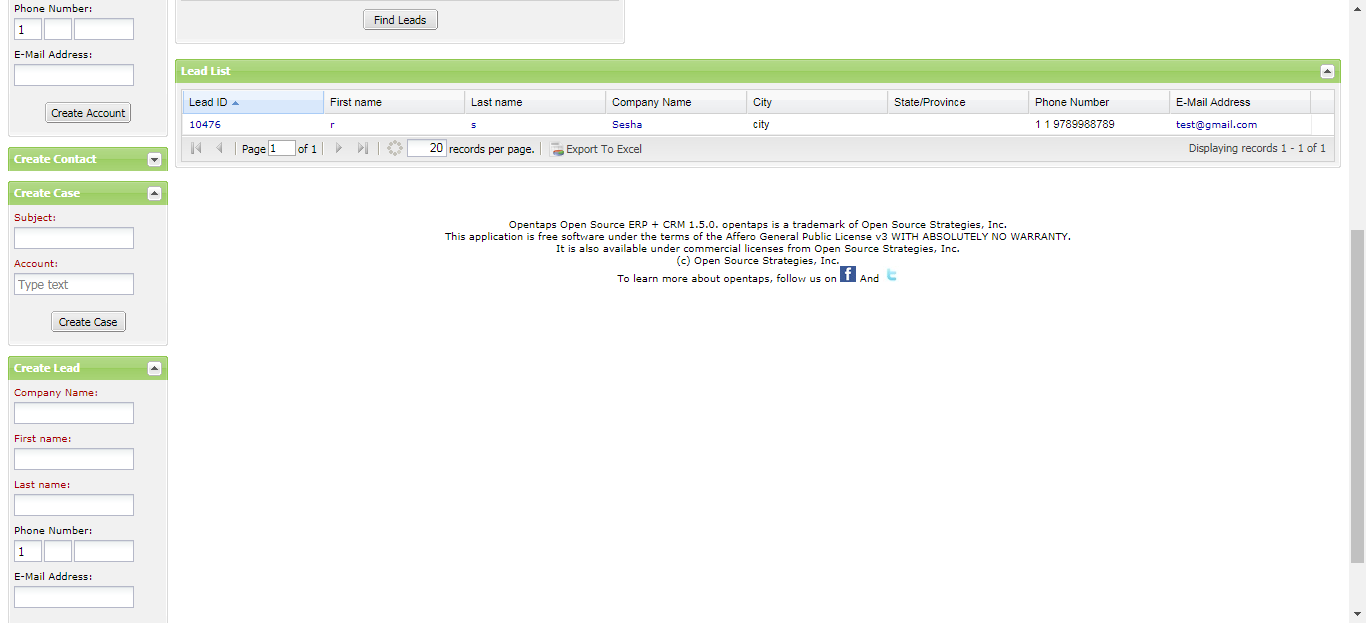 Phone Number:
1
E-Mail Address:
Create Account
Create Contact
Create Case
Subject:
Account:
Type text
Create Case
Create Lead
Company Name:
First name:
Last name:
Phone Number:
1
E-Mail Address:
Find Leads
Lead List
Lead ID First name Last name Company Name City State/Province Phone Number E-Mail Address
10476 r s Sesha city 1 1 9789988789 test@gmail.com
Page 1 of 1 20 records per page. Export To Excel Displaying records 1 - 1 of 1
Opentaps Open Source ERP + CRM 1.5.0. opentaps is a trademark of Open Source Strategies, Inc.
This application is free software under the terms of the Affero General Public License v3 WITH ABSOLUTELY NO WARRANTY.
It is also available under commercial licenses from Open Source Strategies, Inc.
(c) Open Source Strategies, Inc.
To learn more about opentaps, follow us on f And t